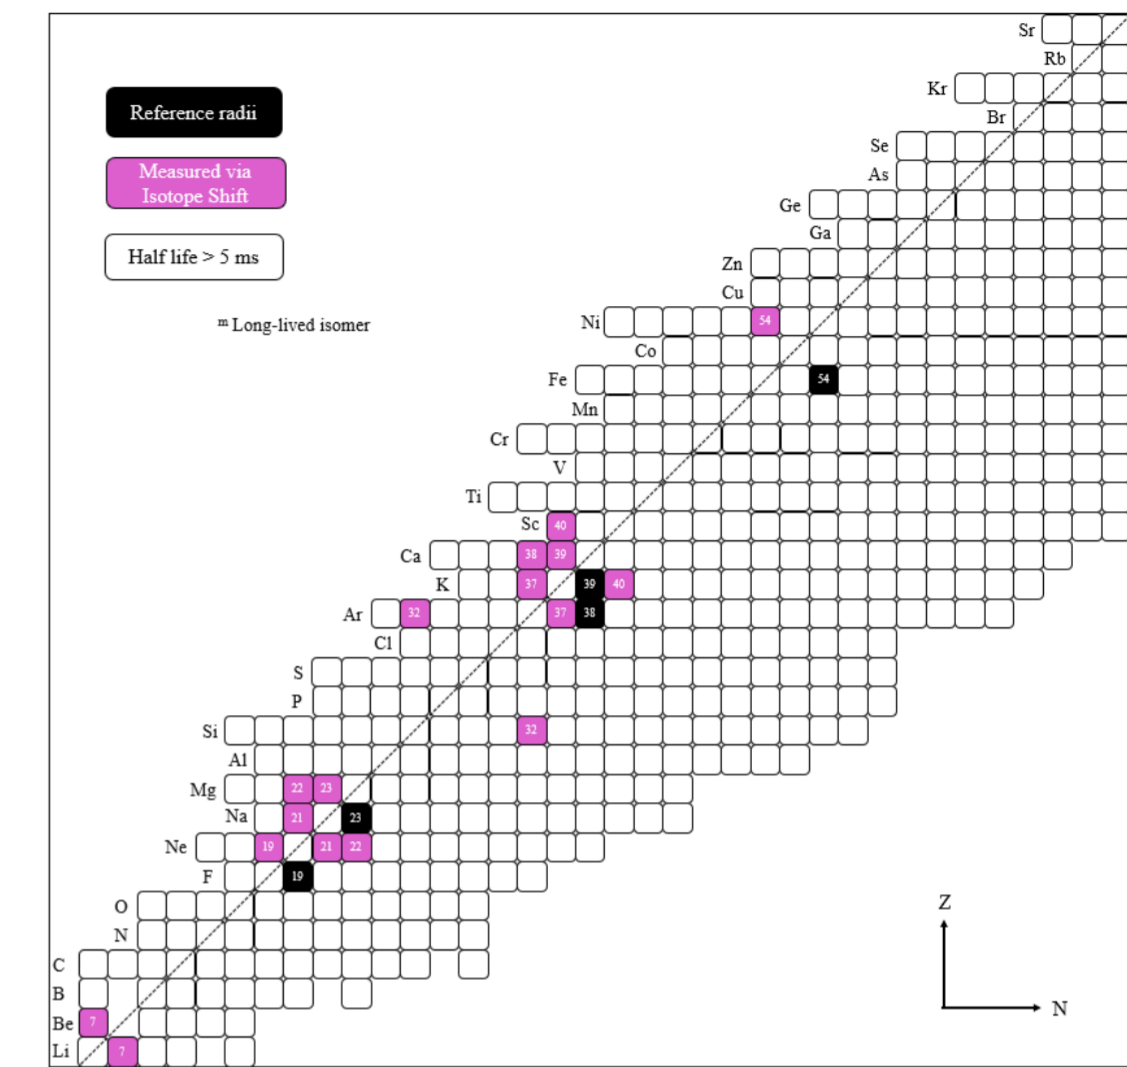 Sr
Rb
Kr
Br
Reference radii
Se
Measured via
Isotope Shift
As
Ge
Ga
Half life > 5 ms
Zn
Cu
ᵐ Long-lived isomer
Ni 54
Co
Fe 54
Mn
Cr
V
Ti
Sc 40
Ca 38 39
K 37 39 40
Ar 32 37 38
Cl
S
P
Si 32
Al
Mg 22 23
Na 21 23
Ne 19 21 22
F 19
O
Z
N
C
B
N
Be 7
Li 7